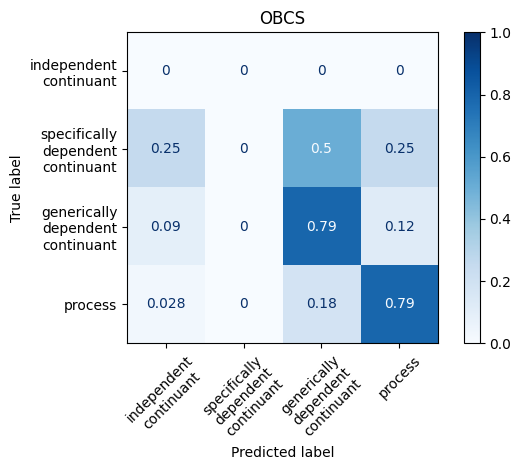 OBCS
True label
independent
continuant
0 0 0 0
specifically
dependent
continuant
0.25 0 0.5 0.25
generically
dependent
continuant
0.09 0 0.79 0.12
process
0.028 0 0.18 0.79
independent
continuant
specifically
dependent
continuant
generically
dependent
continuant
process
Predicted label
1.0
0.8
0.6
0.4
0.2
0.0